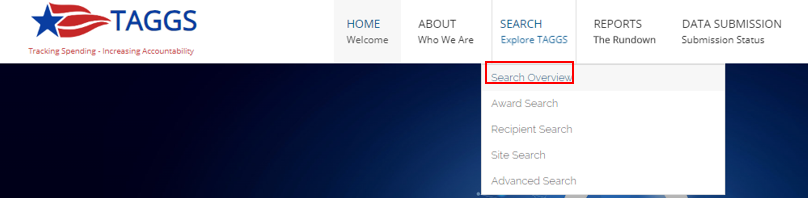 TAGGS
Tracking Spending - Increasing Accountability
HOME
Welcome
ABOUT
Who We Are
SEARCH
Explore TAGGS
REPORTS
The Rundown
DATA SUBMISSION
Submission Status
Search Overview
Award Search
Recipient Search
Site Search
Advanced Search